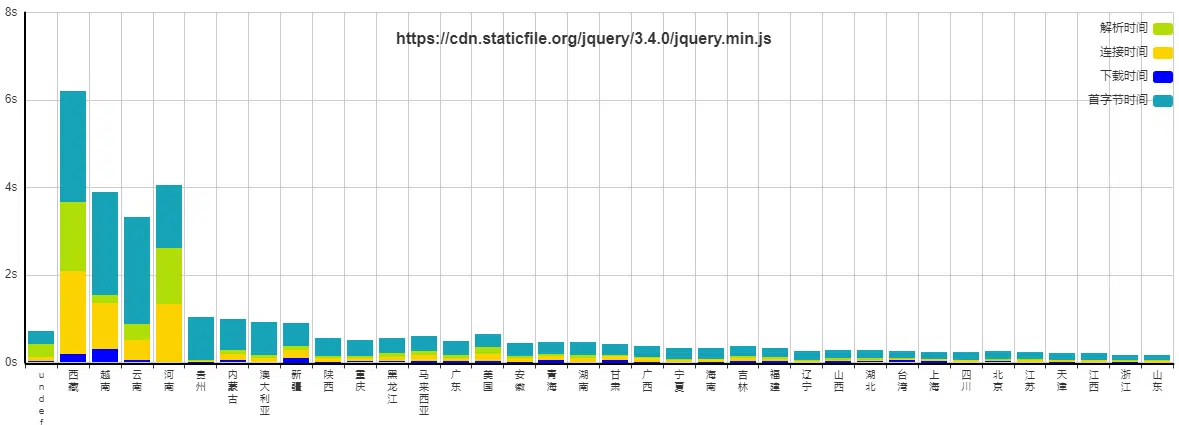 https://cdn.staticfile.org/jquery/3.4.0/jquery.min.js
解析时间
连接时间
下载时间
首字节时间
8s
6s
4s
2s
0s
undef
西藏
越南
云南
河南
贵州
内蒙古
澳大利亚
新疆
陕西
重庆
黑龙江
马来西亚
广东
美国
安徽
青海
湖南
甘肃
广西
宁夏
海南
吉林
福建
辽宁
山西
湖北
台湾
上海
四川
北京
江苏
天津
江西
浙江
山东